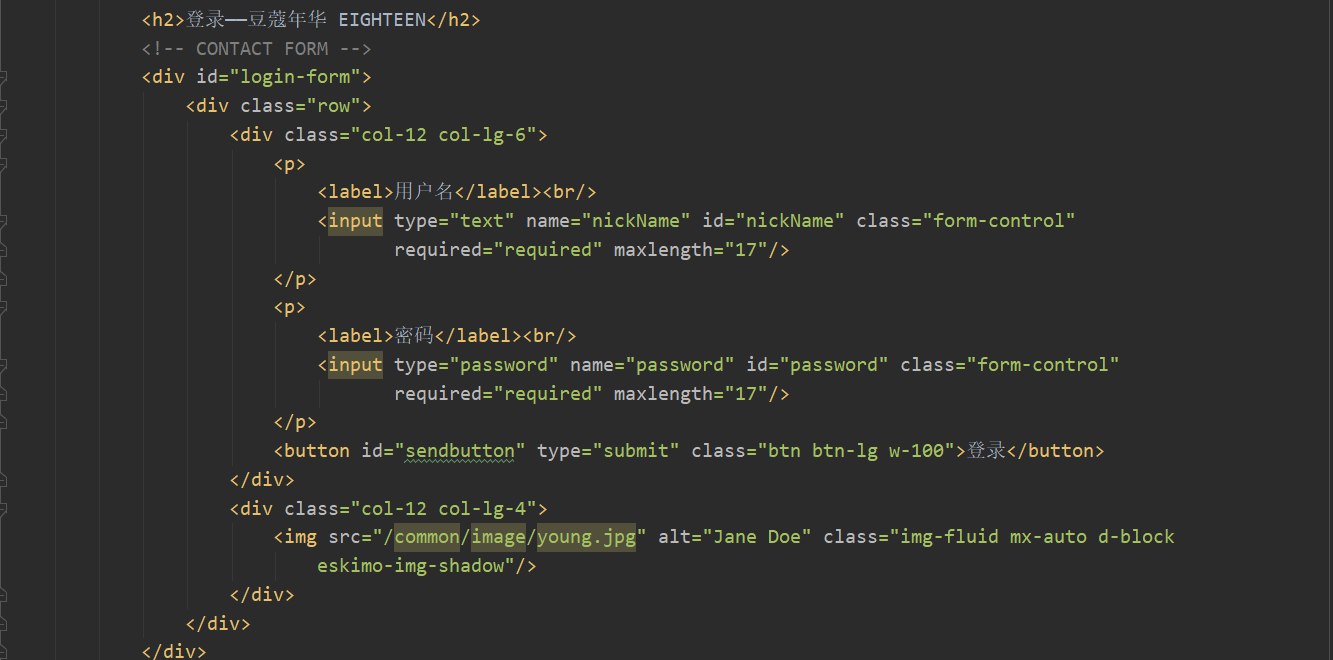 <h2>登录——豆蔻年华 EIGHTEEN</h2>
<!-- CONTACT FORM -->
<div id="login-form">
<div class="row">
<div class="col-12 col-lg-6">
<p>
<label>用户名</label><br/>
<input type="text" name="nickName" id="nickName" class="form-control"
required="required" maxlength="17"/>
</p>
<p>
<label>密码</label><br/>
<input type="password" name="password" id="password" class="form-control"
required="required" maxlength="17"/>
</p>
<button id="sendbutton" type="submit" class="btn btn-lg w-100">登录</button>
</div>
<div class="col-12 col-lg-4">
<img src="/common/image/young.jpg" alt="Jane Doe" class="img-fluid mx-auto d-block
eskimo-img-shadow"/>
</div>
</div>
</div>